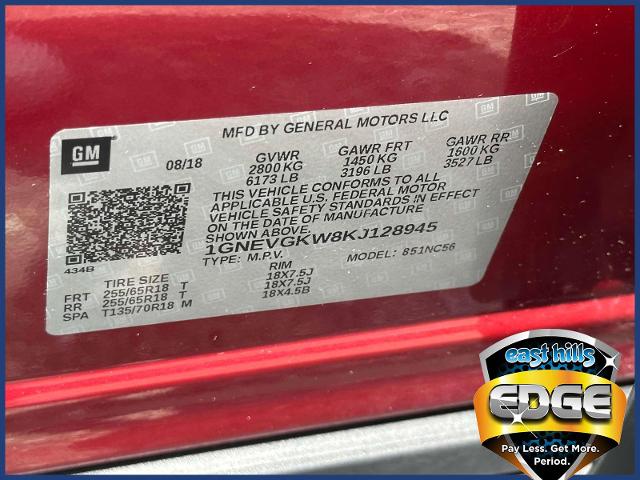 MFD BY GENERAL MOTORS LLC
GM
08/18 GVWR GAWR FRT GAWR RR
2800 KG 1450 KG 1600 KG
6173 LB 3196 LB 3527 LB
THIS VEHICLE CONFORMS TO ALL
APPLICABLE U.S. FEDERAL MOTOR
VEHICLE SAFETY STANDARDS IN EFFECT
ON THE DATE OF MANUFACTURE
SHOWN ABOVE.
1GNEVGKW8KJ128945
434B TYPE: M.P.V. MODEL: 851NC56
TIRE SIZE RIM
FRT 255/65R18 T 18X7.5J
RR 255/65R18 T 18X7.5J
SPA T135/70R18 M 18X4.5B
east hills
EDGE
Pay Less. Get More.
Period.